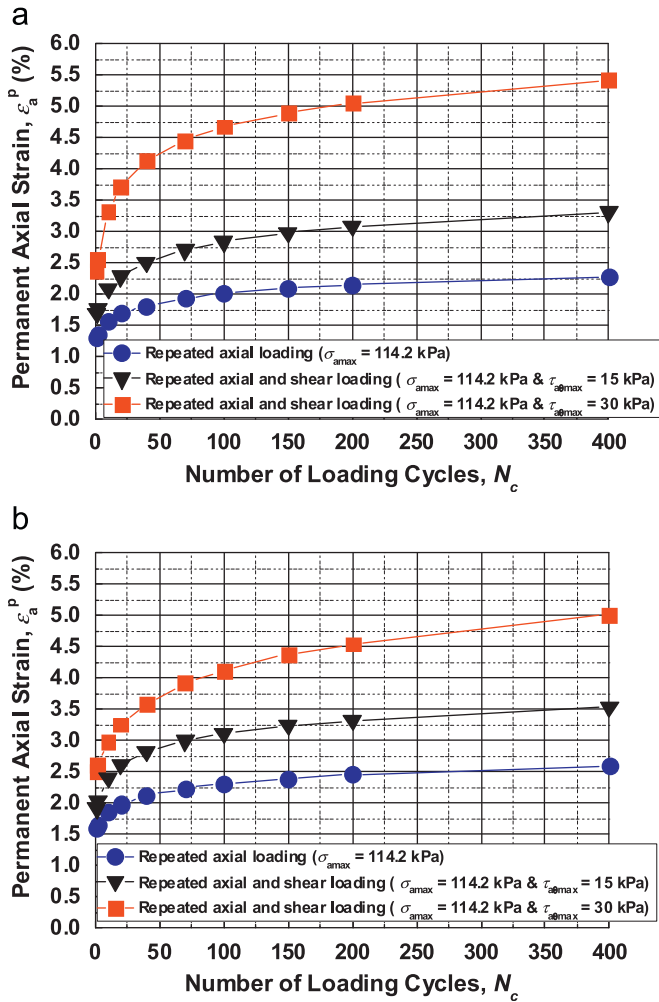 a
Permanent Axial Strain, εₐᵖ (%)
6.0
5.5
5.0
4.5
4.0
3.5
3.0
2.5
2.0
1.5
1.0
0.5
0.0
Repeated axial loading (σamax = 114.2 kPa)
Repeated axial and shear loading ( σamax = 114.2 kPa & τaθmax = 15 kPa)
Repeated axial and shear loading ( σamax = 114.2 kPa & τaθmax = 30 kPa)
0 50 100 150 200 250 300 350 400
Number of Loading Cycles, Nc
b
Permanent Axial Strain, εₐᵖ (%)
6.0
5.5
5.0
4.5
4.0
3.5
3.0
2.5
2.0
1.5
1.0
0.5
0.0
Repeated axial loading (σamax = 114.2 kPa)
Repeated axial and shear loading ( σamax = 114.2 kPa & τaθmax = 15 kPa)
Repeated axial and shear loading ( σamax = 114.2 kPa & τaθmax = 30 kPa)
0 50 100 150 200 250 300 350 400
Number of Loading Cycles, Nc